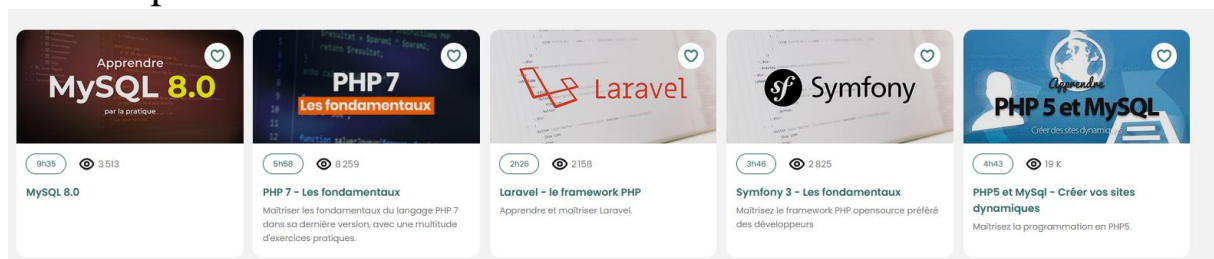 Apprendre
MySQL 8.0
par la pratique
9h35 3 513
MySQL 8.0
PHP 7
Les fondamentaux
5h58 8 259
PHP 7 - Les fondamentaux
Maîtriser les fondamentaux du langage PHP 7
dans sa dernière version, avec une multitude
d'exercices pratiques.
Laravel
2h26 2 158
Laravel - le framework PHP
Apprendre et maîtriser Laravel.
Symfony
3h46 2 825
Symfony 3 - Les fondamentaux
Maîtrisez le framework PHP opensource préféré
des développeurs
Apprendre
PHP 5 et MySQL
Créer des sites dynamiques
4h43 19 K
PHP5 et MySql - Créer vos sites
dynamiques
Maîtrisez la programmation en PHP5.